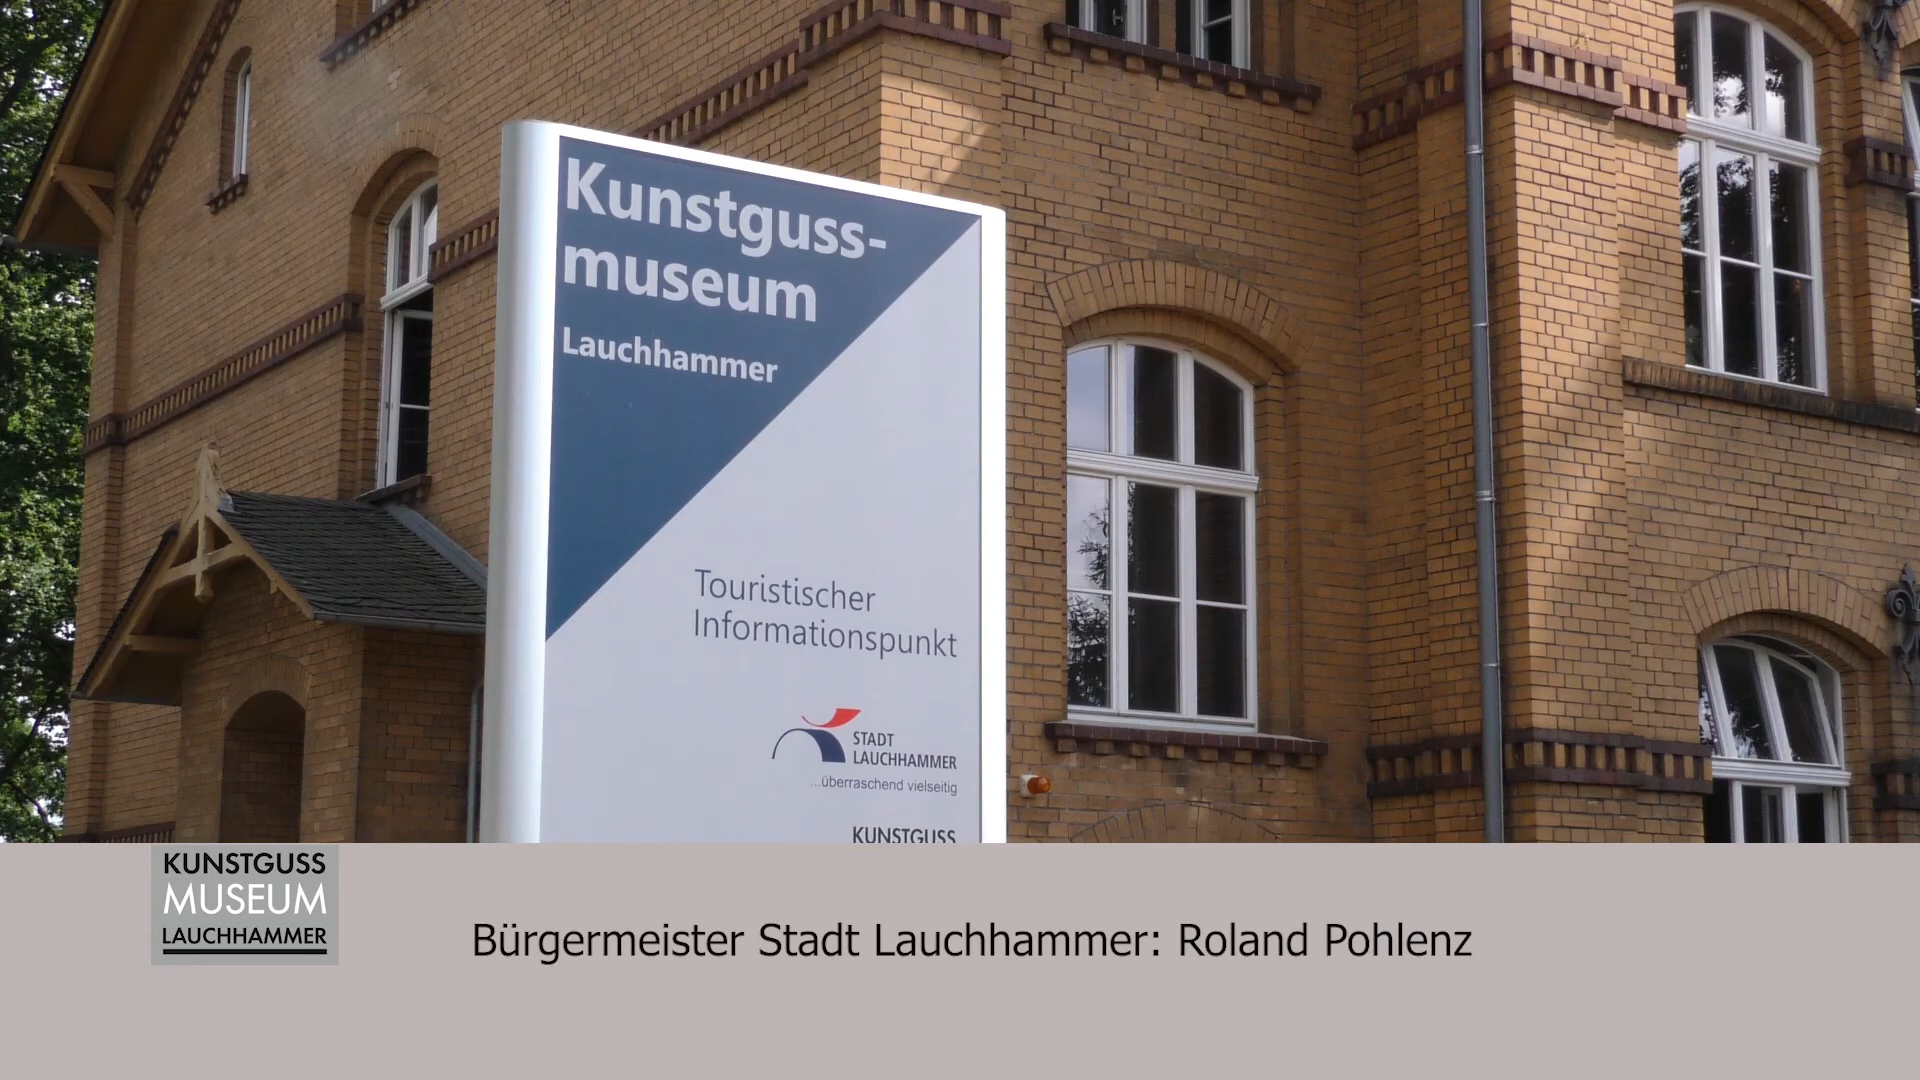 Kunstguss-
museum
Lauchhammer
Touristischer
Informationspunkt
STADT
LAUCHHAMMER
...überraschend vielseitig
KUNSTGUSS
KUNSTGUSS
MUSEUM
LAUCHHAMMER
Bürgermeister Stadt Lauchhammer: Roland Pohlenz